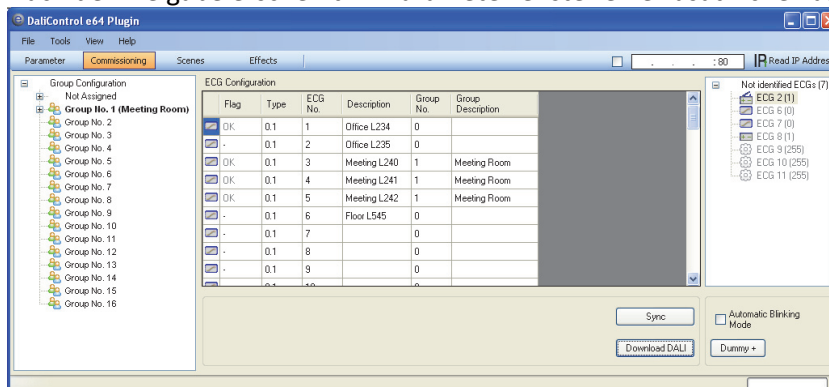 DaliControl e64 Plugin
File Tools View Help
Parameter Commissioning Scenes Effects . . . :80 Read IP Addres
Group Configuration
Not Assigned
Group No. 1 (Meeting Room)
Group No. 2
Group No. 3
Group No. 4
Group No. 5
Group No. 6
Group No. 7
Group No. 8
Group No. 9
Group No. 10
Group No. 11
Group No. 12
Group No. 13
Group No. 14
Group No. 15
Group No. 16
ECG Configuration
Flag Type ECG No. Description Group No. Group Description
OK 0.1 1 Office L234 0
- 0.1 2 Office L235 0
OK 0.1 3 Meeting L240 1 Meeting Room
OK 0.1 4 Meeting L241 1 Meeting Room
OK 0.1 5 Meeting L242 1 Meeting Room
- 0.1 6 Floor L545 0
- 0.1 7 0
- 0.1 8 0
- 0.1 9 0
Sync
Download DALI
Not identified ECGs (7)
ECG 2 (1)
ECG 6 (0)
ECG 7 (0)
ECG 8 (1)
ECG 9 (255)
ECG 10 (255)
ECG 11 (255)
Automatic Blinking
Mode
Dummy +